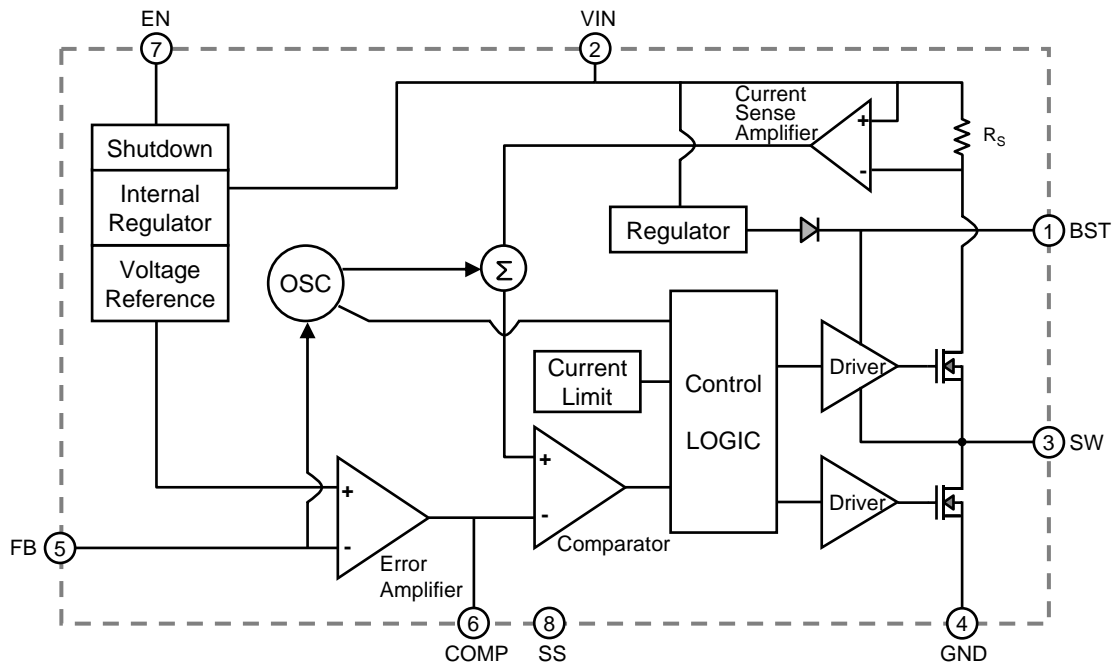 EN
7
VIN
2
Shutdown
Internal
Regulator
Voltage
Reference
Current
Sense
Amplifier
+
-
RS
Regulator
1
BST
OSC
Σ
Current
Limit
Control
LOGIC
Driver
3
SW
Driver
+
-
Comparator
+
-
Error
Amplifier
FB
5
6
COMP
8
SS
4
GND